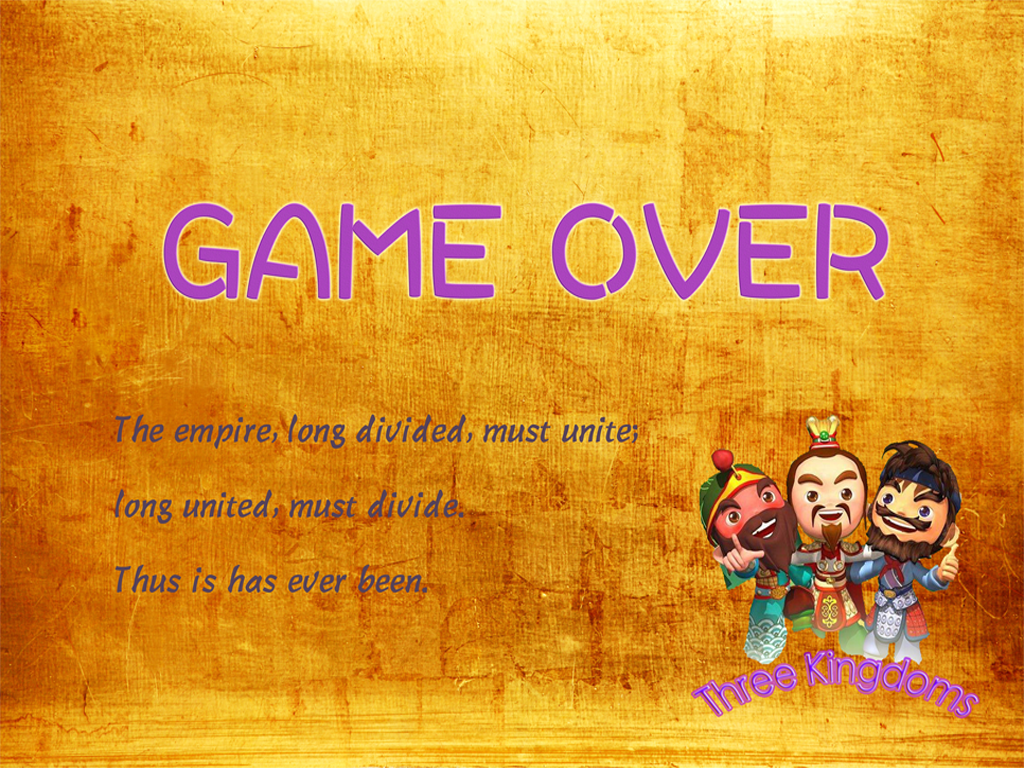 GAME OVER
The empire, long divided, must unite;
long united, must divide.
Thus is has ever been.
Three Kingdoms